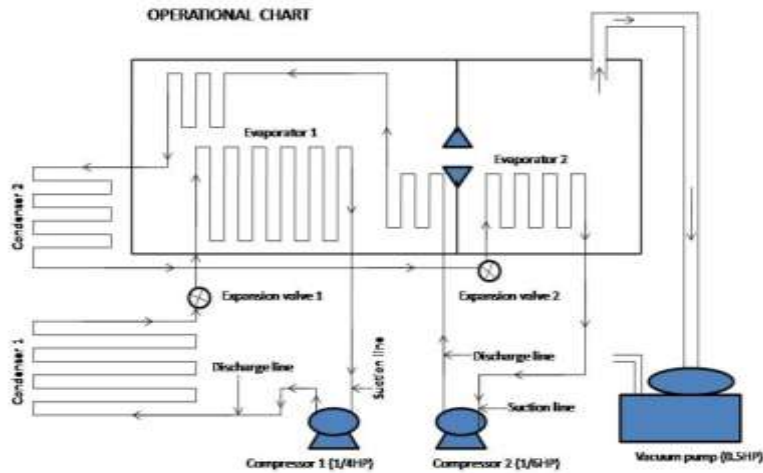 OPERATIONAL CHART
Evaporator 1
Evaporator 2
Condenser 2
Expansion valve 1
Expansion valve 2
Condenser 1
Discharge line
Suction line
Discharge line
Suction line
Compressor 1 (1/4HP)
Compressor 2 (1/6HP)
Vacuum pump (0.5HP)